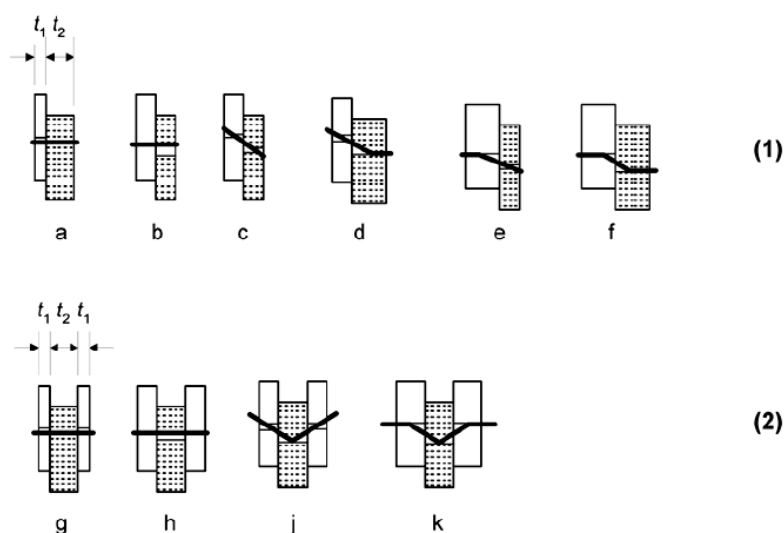 t₁ t₂
(1)
a b c d e f
t₁ t₂ t₁
(2)
g h j k